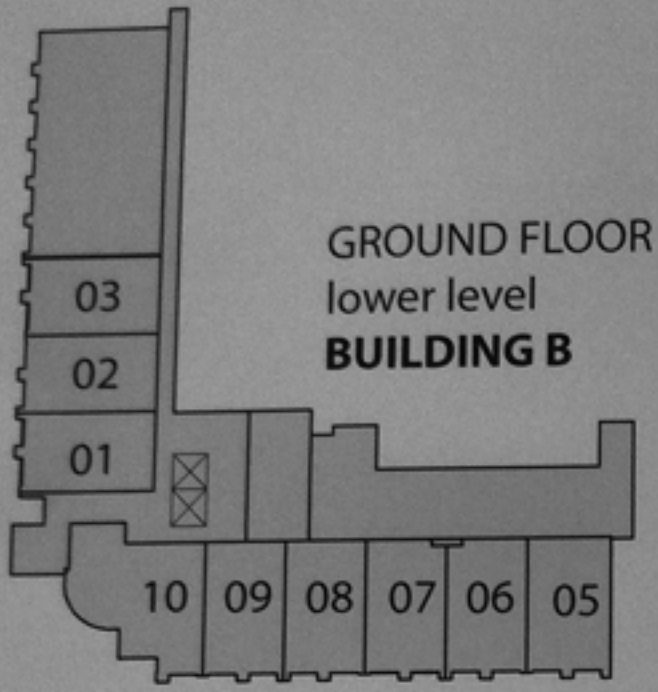 GROUND FLOOR
lower level
BUILDING B
03
02
01
10 09 08 07 06 05